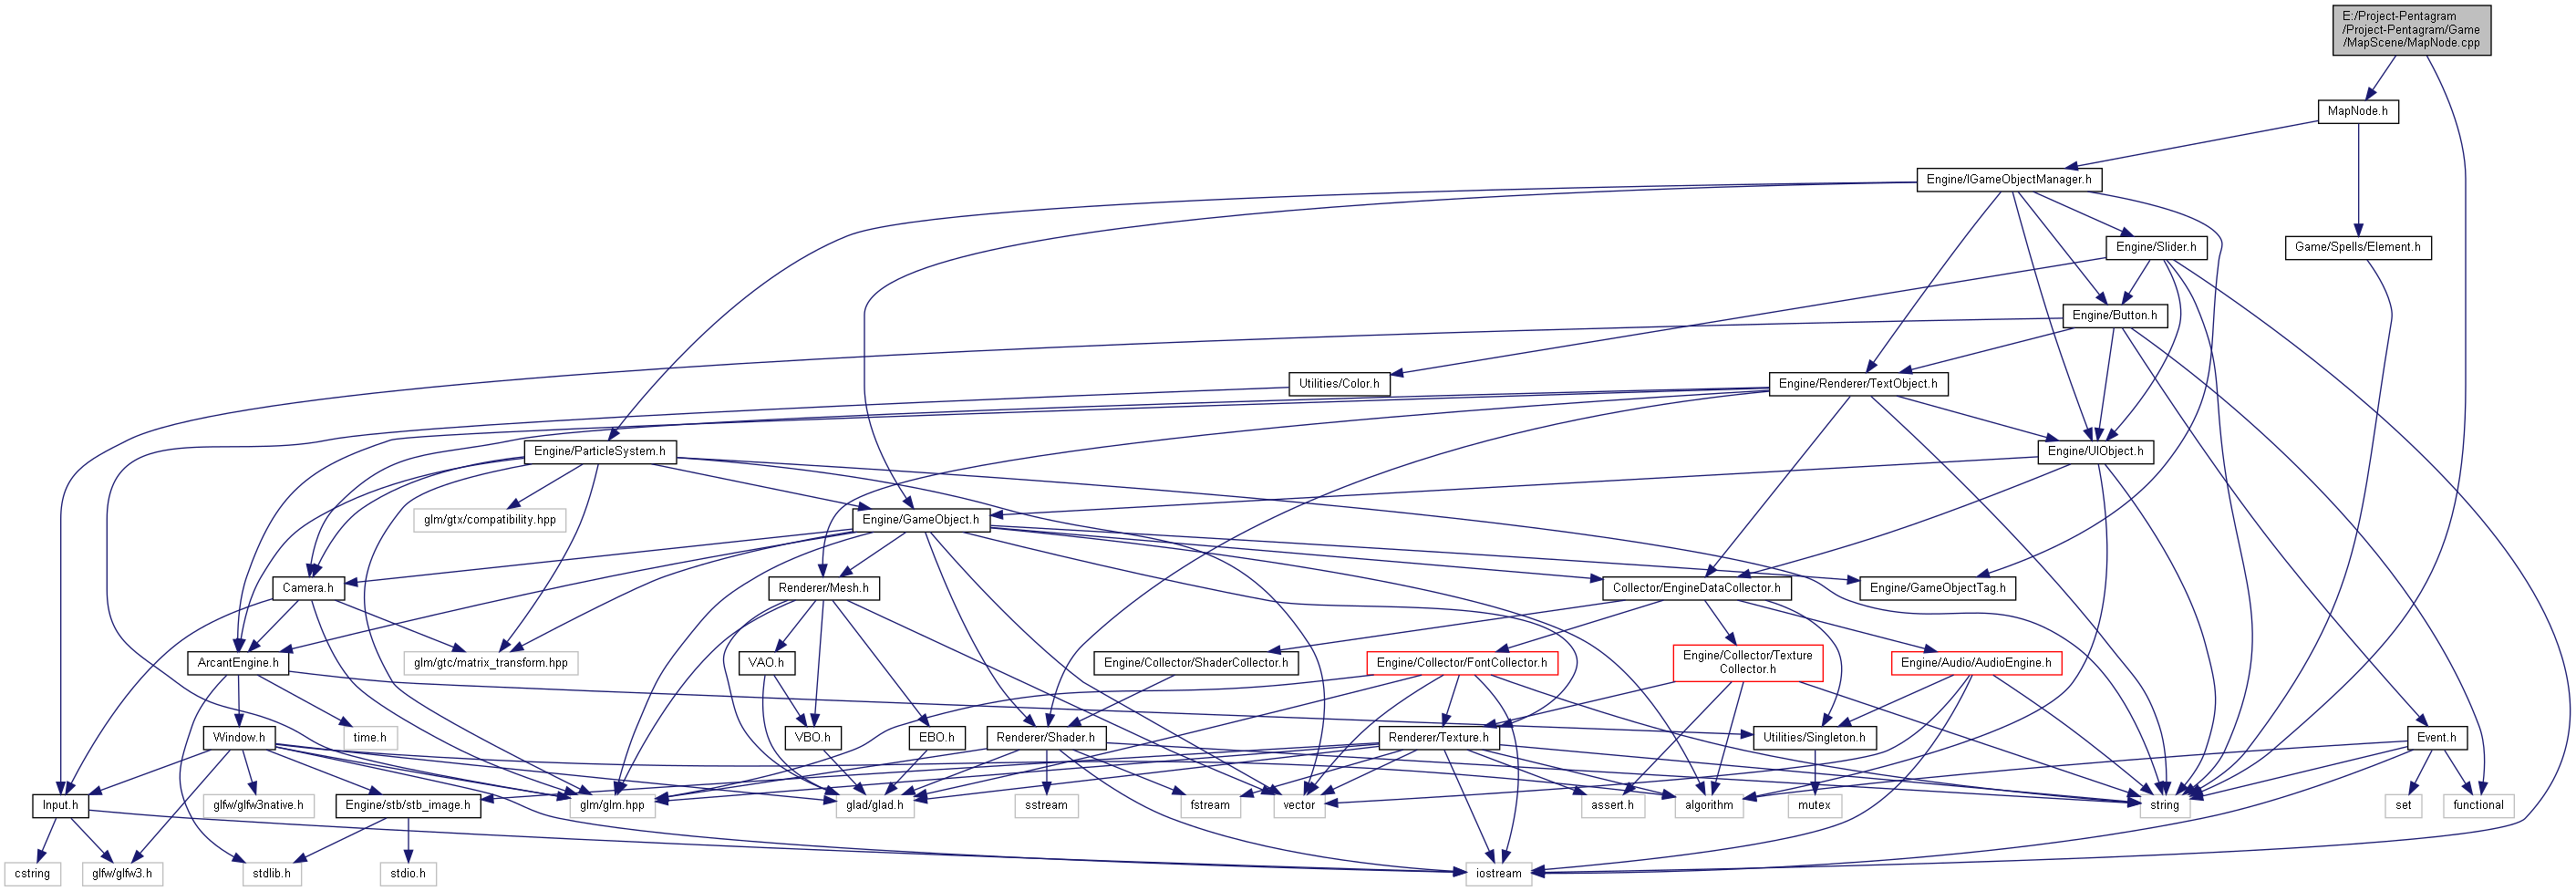 E:/Project-Pentagram
/Project-Pentagram/Game
/MapScene/MapNode.cpp
MapNode.h
Engine/IGameObjectManager.h
Engine/Slider.h
Game/Spells/Element.h
Engine/Button.h
Utilities/Color.h
Engine/Renderer/TextObject.h
Engine/ParticleSystem.h
Engine/UIObject.h
glm/gtx/compatibility.hpp
Engine/GameObject.h
Camera.h
Renderer/Mesh.h
Collector/EngineDataCollector.h
Engine/GameObjectTag.h
ArcantEngine.h
glm/gtc/matrix_transform.hpp
VAO.h
Engine/Collector/ShaderCollector.h
Engine/Collector/FontCollector.h
Engine/Collector/Texture
Collector.h
Engine/Audio/AudioEngine.h
Window.h
time.h
VBO.h
EBO.h
Renderer/Shader.h
Renderer/Texture.h
Utilities/Singleton.h
Event.h
Input.h
glfw/glfw3native.h
Engine/stb/stb_image.h
glm/glm.hpp
glad/glad.h
sstream
fstream
vector
assert.h
algorithm
mutex
string
set
functional
cstring
glfw/glfw3.h
stdlib.h
stdio.h
iostream